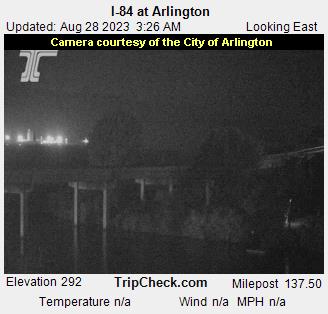 I-84 at Arlington
Updated: Aug 28 2023 3:26 AM Looking East
Camera courtesy of the City of Arlington
Elevation 292 TripCheck.com Milepost 137.50
Temperature n/a Wind n/a MPH n/a